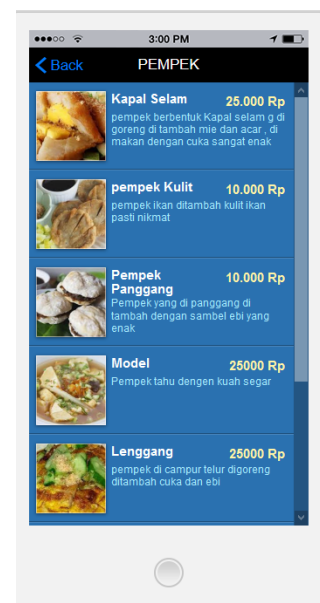 3:00 PM
Back
PEMPEK
Kapal Selam 25.000 Rp
pempek berbentuk Kapal selam g di
goreng di tambah mie dan acar , di
makan dengan cuka sangat enak
pempek Kulit 10.000 Rp
pempek ikan ditambah kulit ikan
pasti nikmat
Pempek 10.000 Rp
Panggang
Pempek yang di panggang di
tambah dengan sambel ebi yang
enak
Model 25000 Rp
Pempek tahu dengen kuah segar
Lenggang 25000 Rp
pempek di campur telur digoreng
ditambah cuka dan ebi